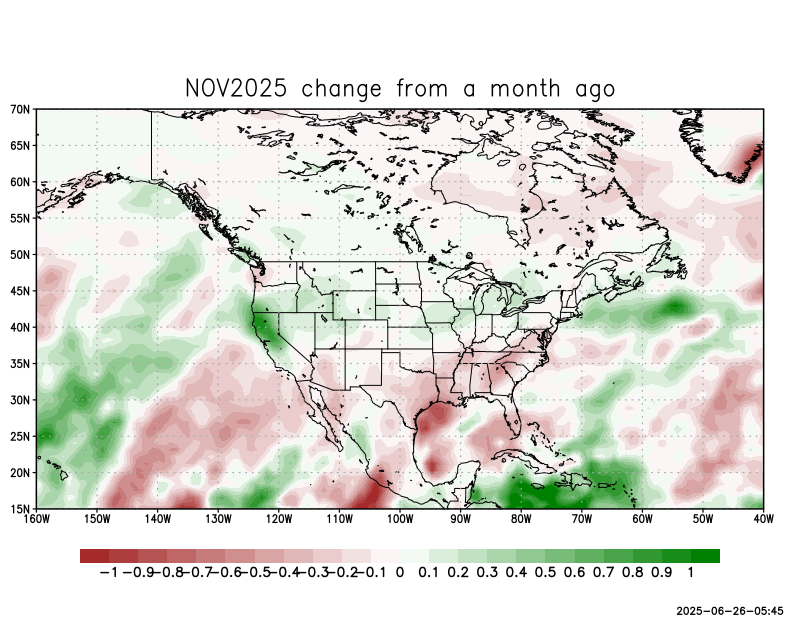 NOV2025 change from a month ago
70N
65N
60N
55N
50N
45N
40N
35N
30N
25N
20N
15N
160W 150W 140W 130W 120W 110W 100W 90W 80W 70W 60W 50W 40W
-1 -0.9 -0.8 -0.7 -0.6 -0.5 -0.4 -0.3 -0.2 -0.1 0 0.1 0.2 0.3 0.4 0.5 0.6 0.7 0.8 0.9 1
2025-06-26-05:45